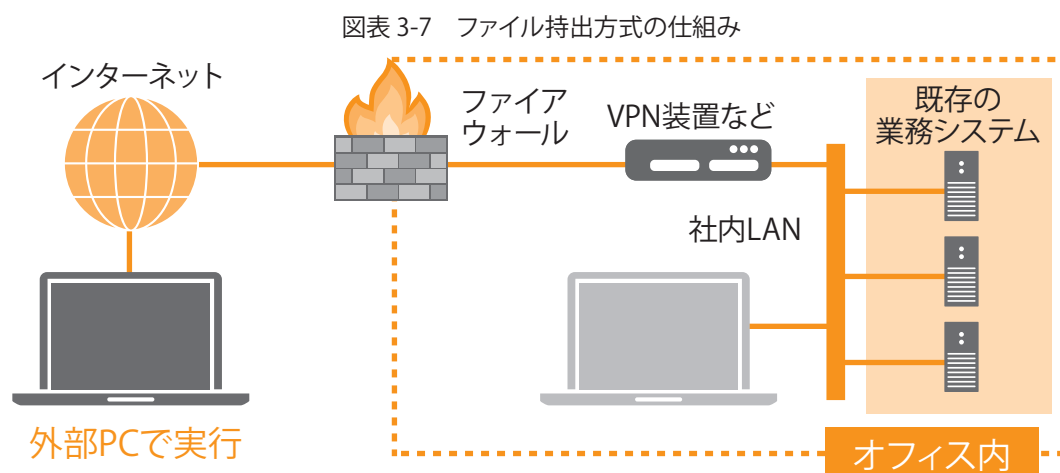 図表 3-7　ファイル持出方式の仕組み
インターネット
ファイア
ウォール
VPN装置など
既存の
業務システム
社内LAN
外部PCで実行
オフィス内